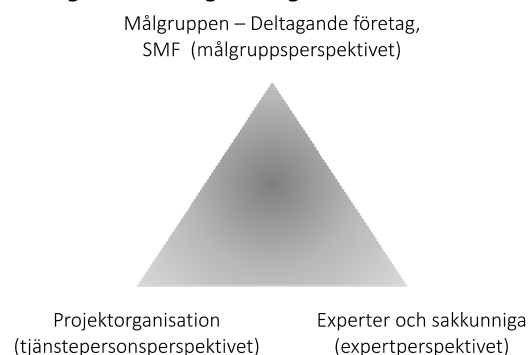 Målgruppen – Deltagande företag,
SMF (målgruppsperspektivet)
Projektorganisation
(tjänstepersonsperspektivet)
Experter och sakkunniga
(expertperspektivet)